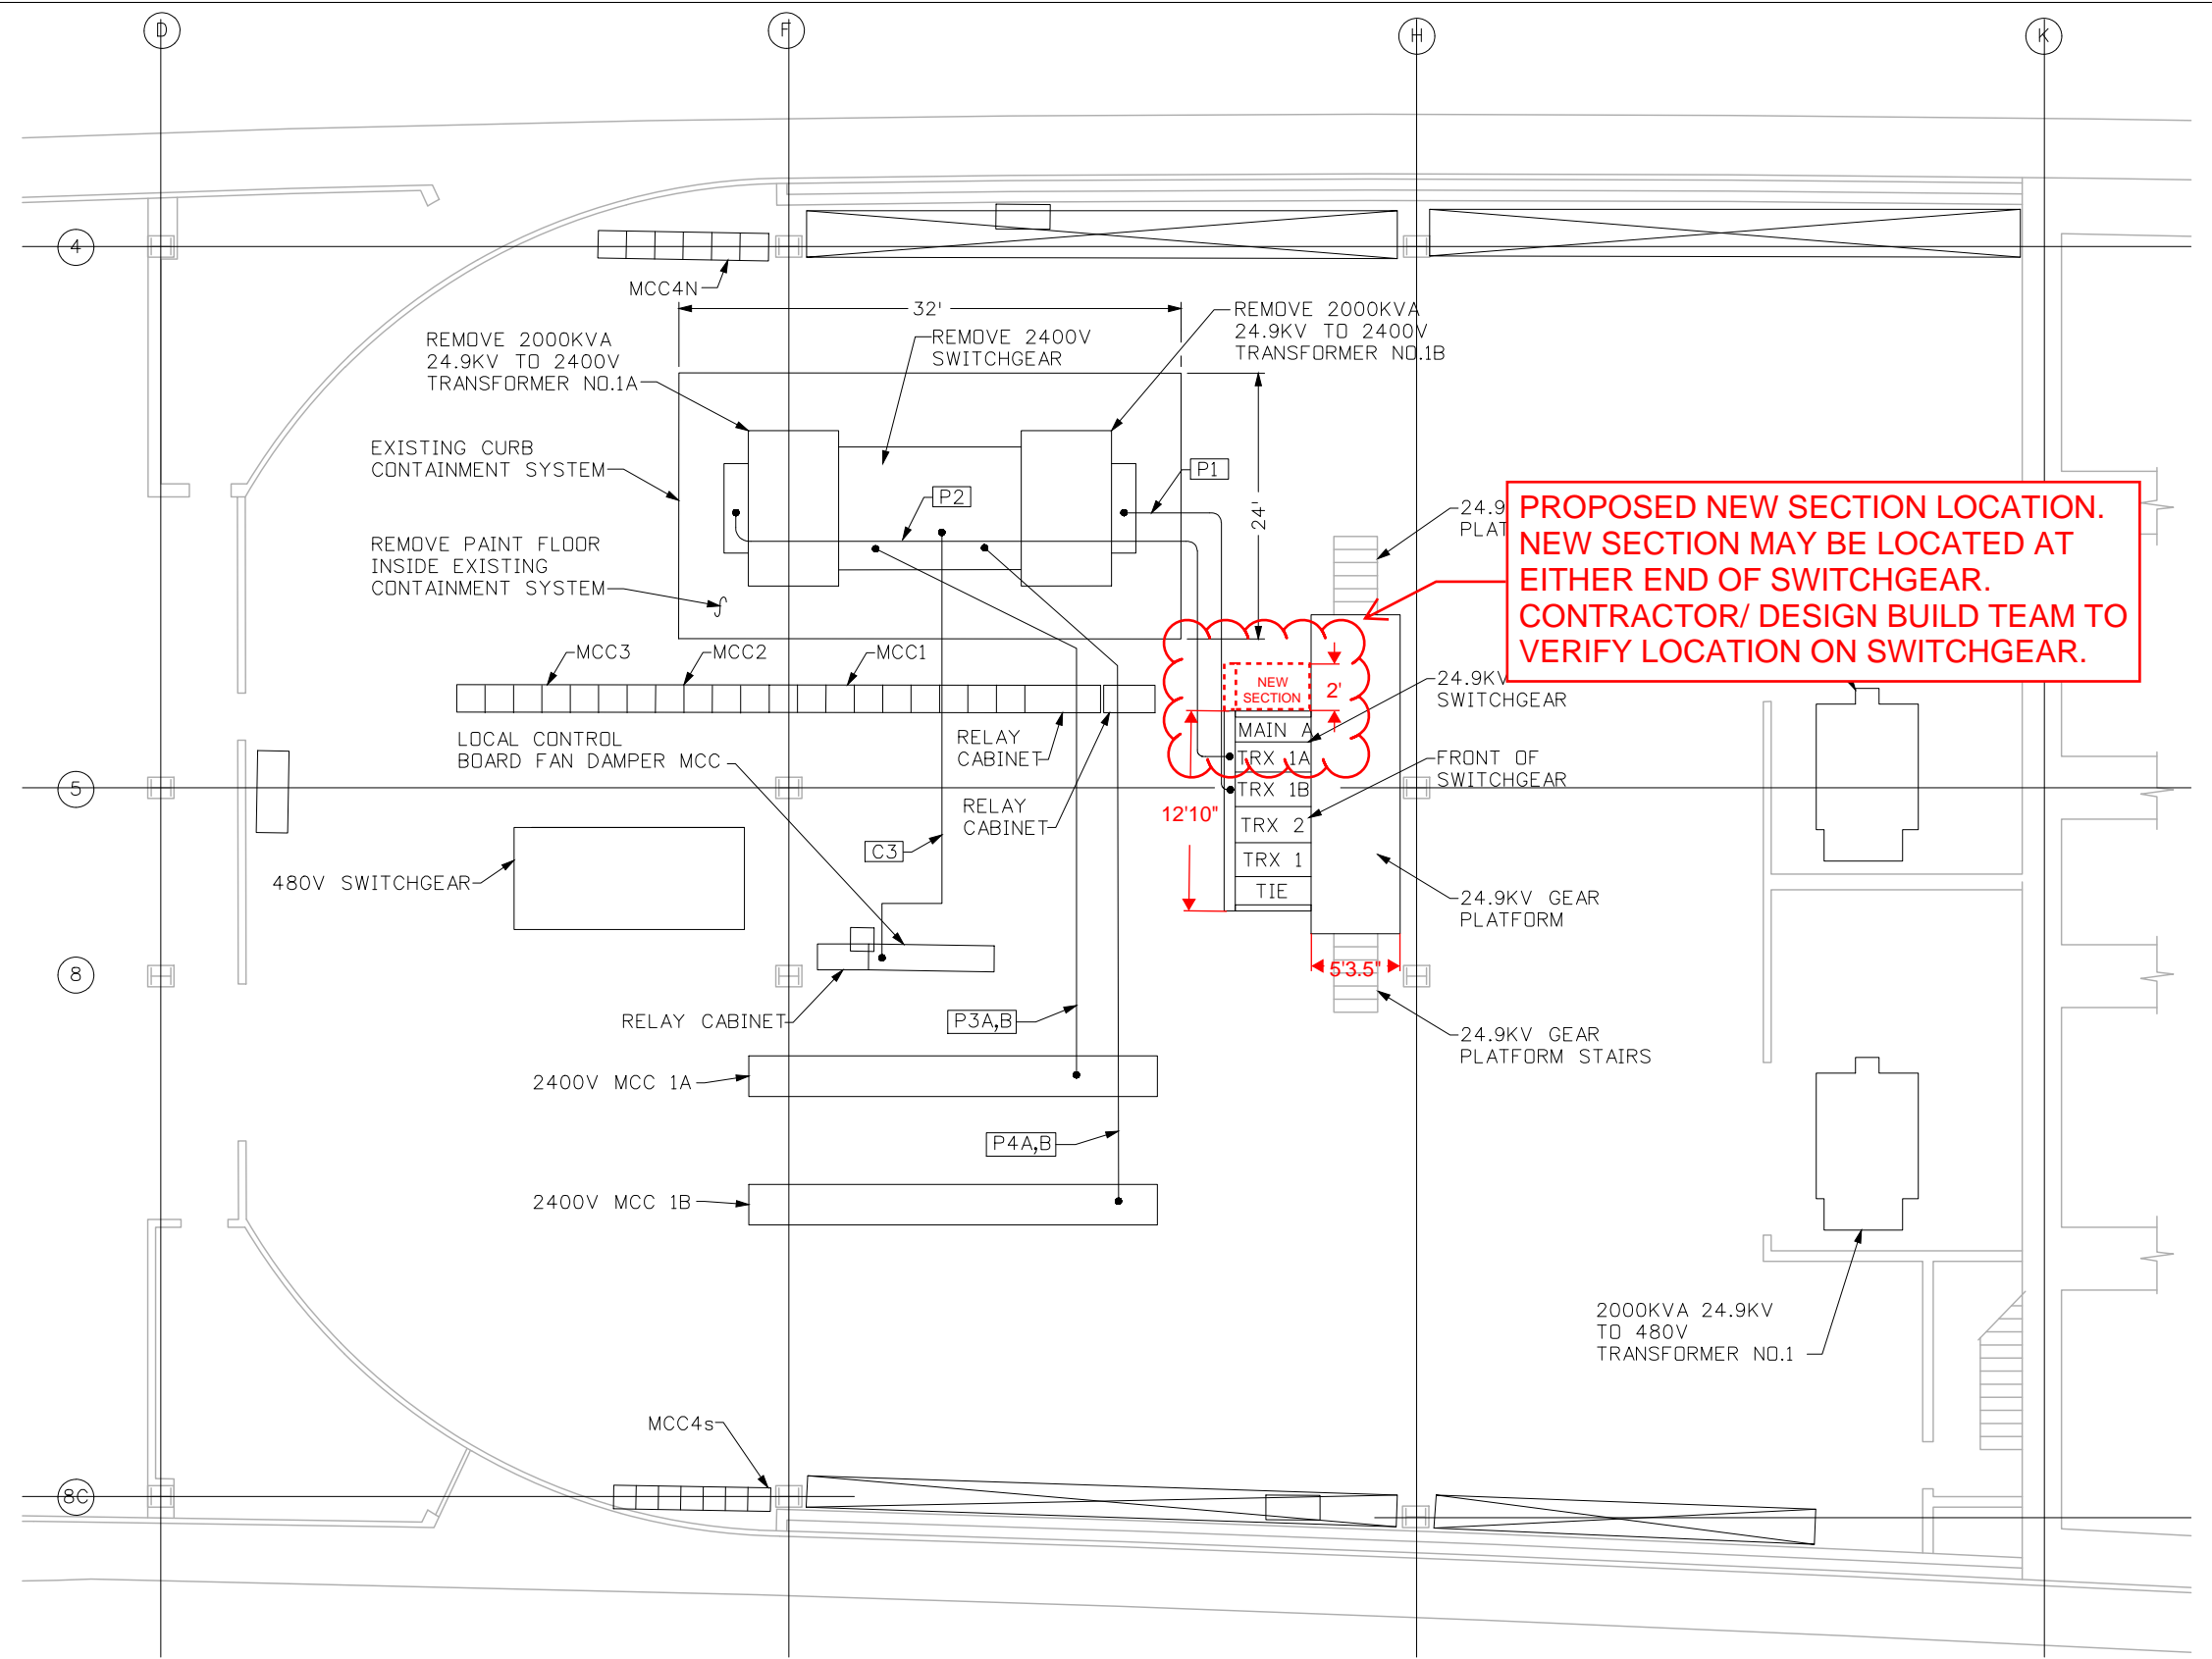 D
F
H
K
4
MCC4N
32'
REMOVE 2000KVA
24.9KV TO 2400V
TRANSFORMER NO.1A
REMOVE 2400V
SWITCHGEAR
REMOVE 2000KVA
24.9KV TO 2400V
TRANSFORMER NO.1B
EXISTING CURB
CONTAINMENT SYSTEM
P1
P2
24'
REMOVE PAINT FLOOR
INSIDE EXISTING
CONTAINMENT SYSTEM
24.9
PLAT
PROPOSED NEW SECTION LOCATION.
NEW SECTION MAY BE LOCATED AT
EITHER END OF SWITCHGEAR.
CONTRACTOR/ DESIGN BUILD TEAM TO
VERIFY LOCATION ON SWITCHGEAR.
MCC3
MCC2
MCC1
NEW
SECTION
2'
24.9KV
SWITCHGEAR
LOCAL CONTROL
BOARD FAN DAMPER MCC
RELAY
CABINET
MAIN A
TRX 1A
TRX 1B
TRX 2
TRX 1
TIE
FRONT OF
SWITCHGEAR
5
RELAY
CABINET
12'10"
C3
480V SWITCHGEAR
24.9KV GEAR
PLATFORM
8
5'3.5"
RELAY CABINET
P3A,B
24.9KV GEAR
PLATFORM STAIRS
2400V MCC 1A
P4A,B
2400V MCC 1B
2000KVA 24.9KV
TO 480V
TRANSFORMER NO.1
MCC4s
8C